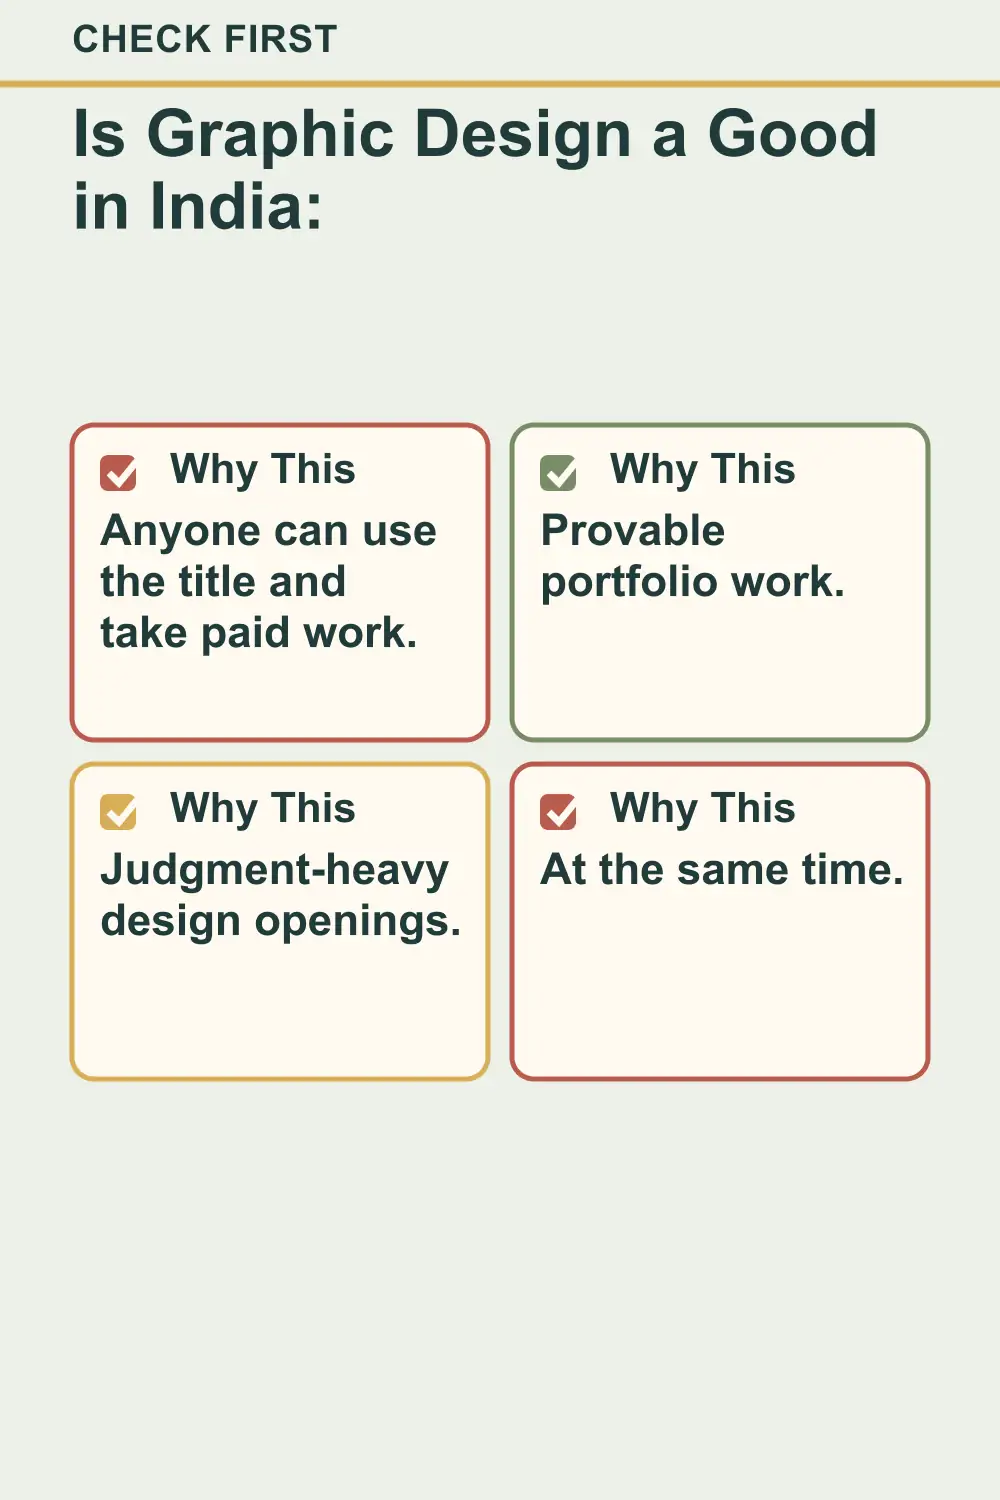 CHECK FIRST
Is Graphic Design a Good
in India:
Why This
Anyone can use
the title and
take paid work.
Why This
Provable
portfolio work.
Why This
Judgment-heavy
design openings.
Why This
At the same time.